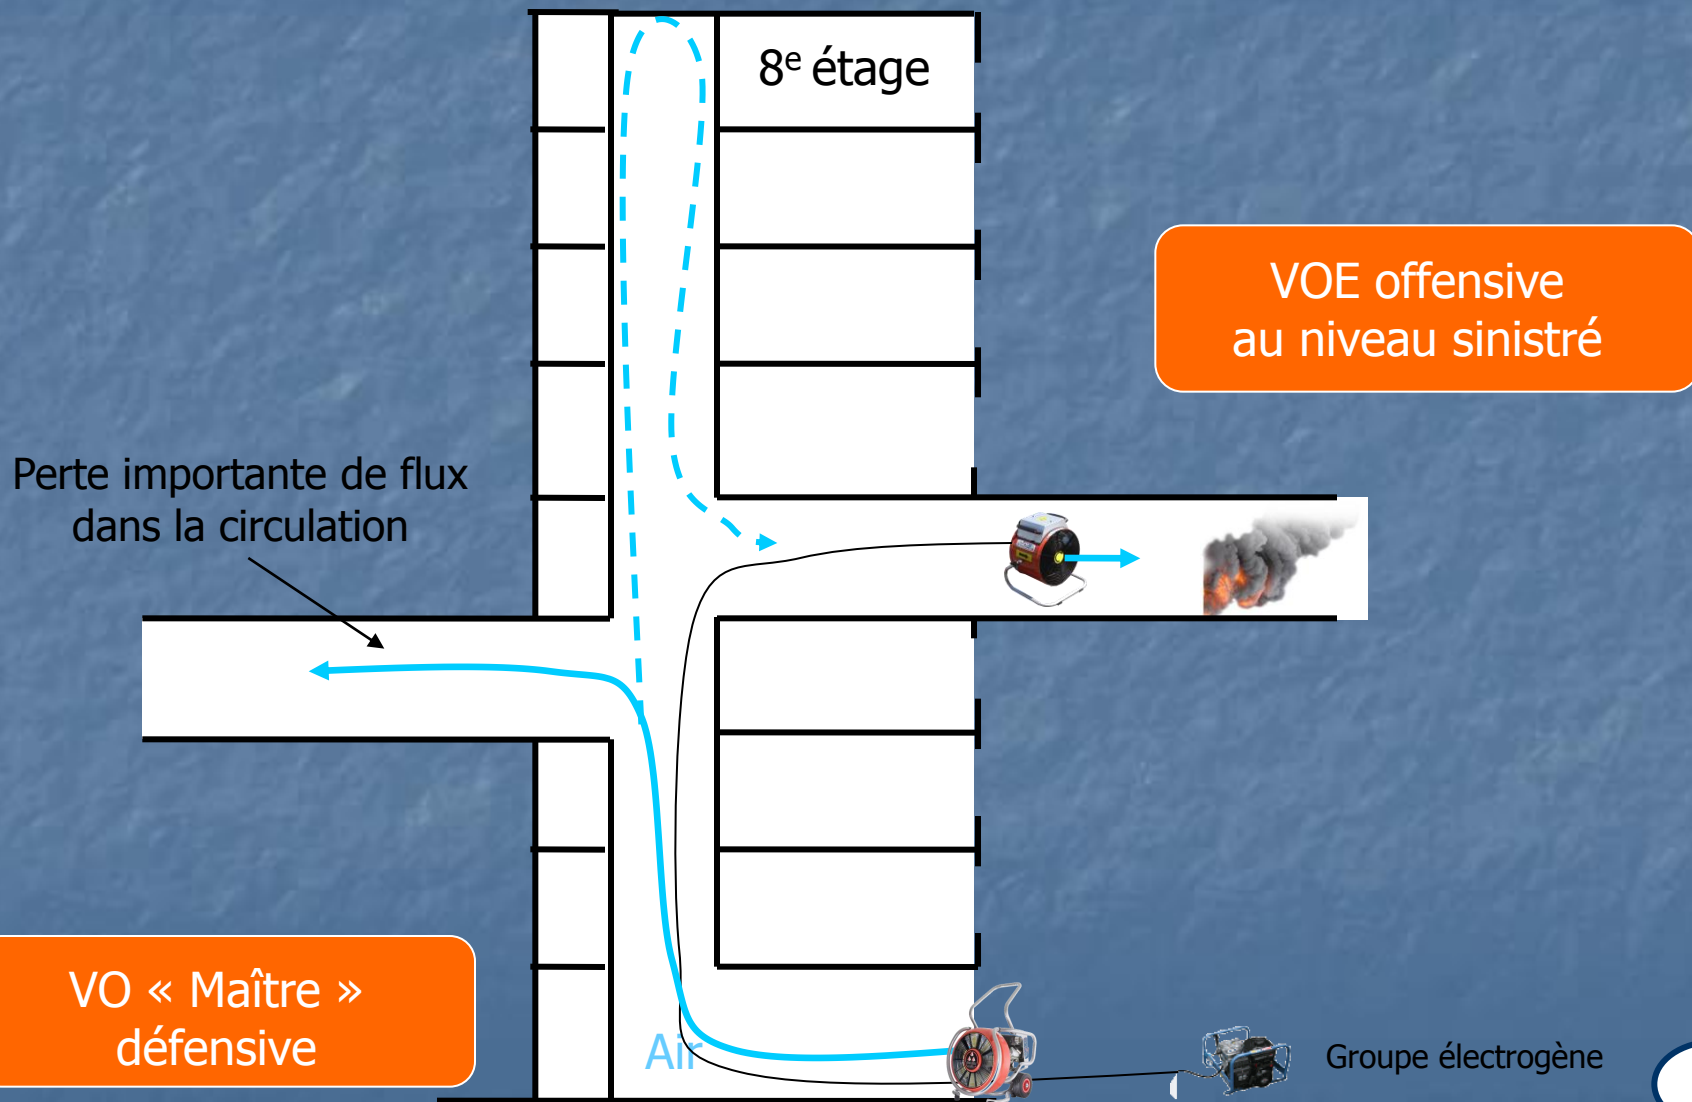 8e étage
VOE offensive
au niveau sinistré
Perte importante de flux
dans la circulation
VO « Maître »
défensive
Air
Groupe électrogène